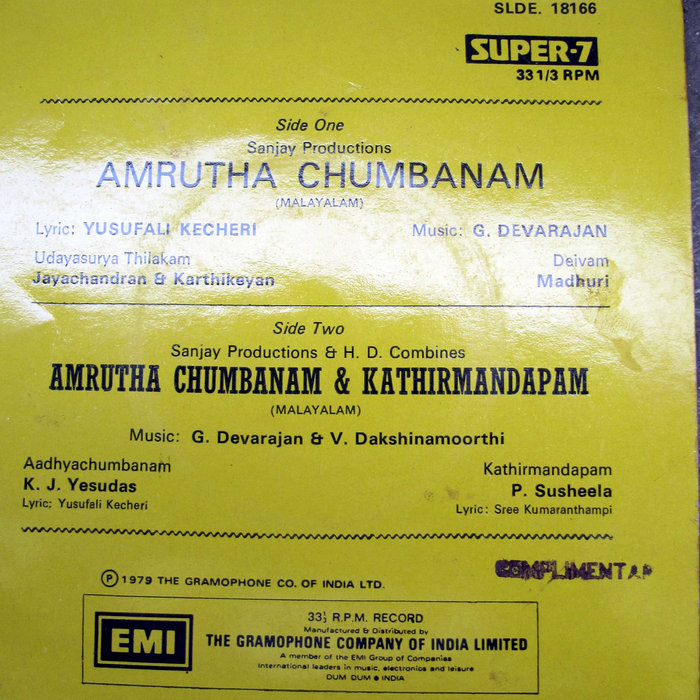 SLDE. 18166
SUPER-7
33 1/3 RPM
Side One
Sanjay Productions
AMRUTHA CHUMBANAM
(MALAYALAM)
Lyric: YUSUFALI KECHERI Music: G. DEVARAJAN
Udayasurya Thilakam Deivam
Jayachandran & Karthikeyan Madhuri
Side Two
Sanjay Productions & H. D. Combines
AMRUTHA CHUMBANAM & KATHIRMANDAPAM
(MALAYALAM)
Music: G. Devarajan & V. Dakshinamoorthi
Aadhyachumbanam Kathirmandapam
K. J. Yesudas P. Susheela
Lyric: Yusufali Kecheri Lyric: Sree Kumaranthampi
COMPLIMENTAR
Ⓟ 1979 THE GRAMOPHONE CO. OF INDIA LTD.
EMI
33⅓ R.P.M. RECORD
Manufactured & Distributed by
THE GRAMOPHONE COMPANY OF INDIA LIMITED
A member of the EMI Group of Companies
International leaders in music, electronics and leisure
DUM DUM ● INDIA